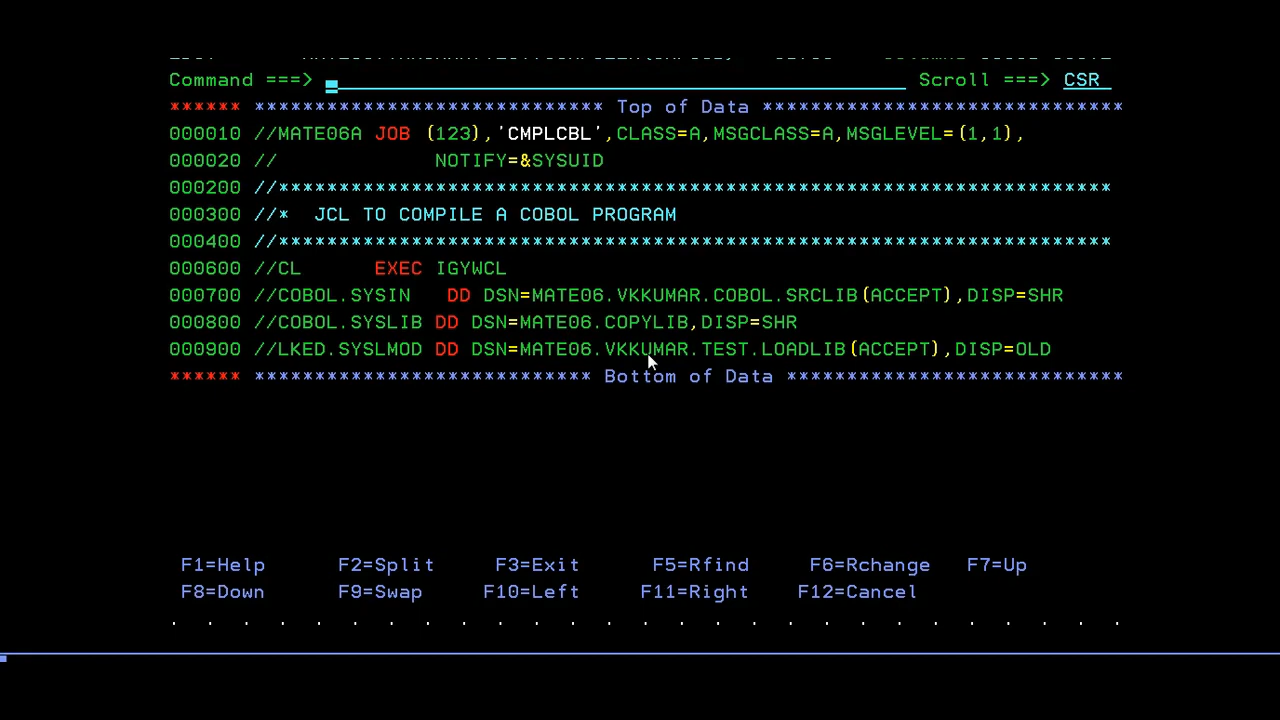 Command ===> Scroll ===> CSR
****** ***************************** Top of Data ******************************
000010 //MATE06A JOB (123),'CMPLCBL',CLASS=A,MSGCLASS=A,MSGLEVEL=(1,1),
000020 //             NOTIFY=&SYSUID
000200 //*********************************************************************
000300 //*  JCL TO COMPILE A COBOL PROGRAM
000400 //*********************************************************************
000600 //CL      EXEC IGYWCL
000700 //COBOL.SYSIN   DD DSN=MATE06.VKKUMAR.COBOL.SRCLIB(ACCEPT),DISP=SHR
000800 //COBOL.SYSLIB DD DSN=MATE06.COPYLIB,DISP=SHR
000900 //LKED.SYSLMOD DD DSN=MATE06.VKKUMAR.TEST.LOADLIB(ACCEPT),DISP=OLD
****** **************************** Bottom of Data ****************************
F1=Help      F2=Split     F3=Exit      F5=Rfind     F6=Rchange   F7=Up
F8=Down      F9=Swap     F10=Left     F11=Right    F12=Cancel